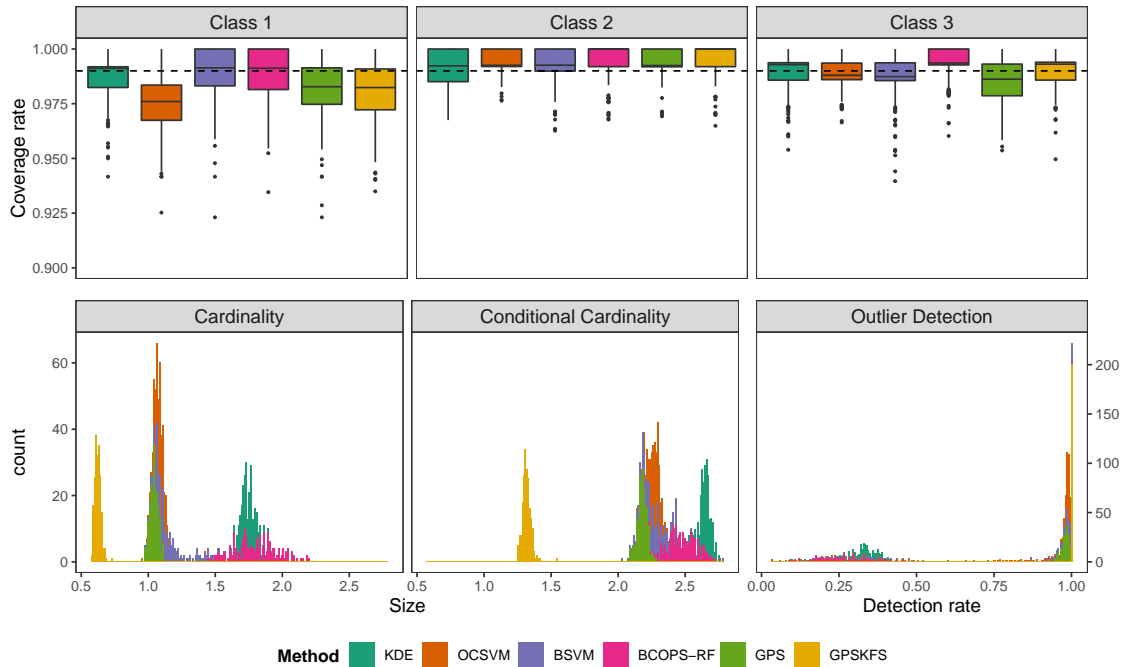 Class 1 Class 2 Class 3
1.000
0.975
0.950
0.925
0.900
Coverage rate
Cardinality Conditional Cardinality Outlier Detection
60
40
20
0
count
200
150
100
50
0
0.5 1.0 1.5 2.0 2.5 0.5 1.0 1.5 2.0 2.5 0.00 0.25 0.50 0.75 1.00
Size Detection rate
Method KDE OCSVM BSVM BCOPS−RF GPS GPSKFS